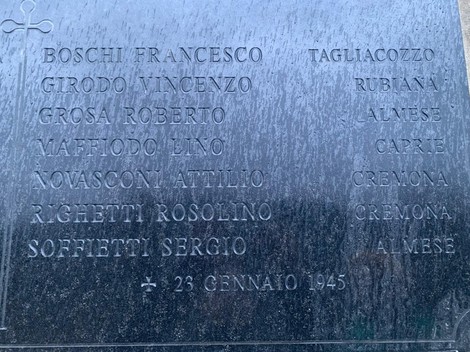 BOSCHI FRANCESCO TAGLIACOZZO
GIRODO VINCENZO RUBIANA
GROSA ROBERTO ALMESE
MAFFIODO LINO CAPRIE
NOVASCONI ATTILIO CREMONA
RIGHETTI ROSOLINO CREMONA
SOFFIETTI SERGIO ALMESE
✝ 23 GENNAIO 1945